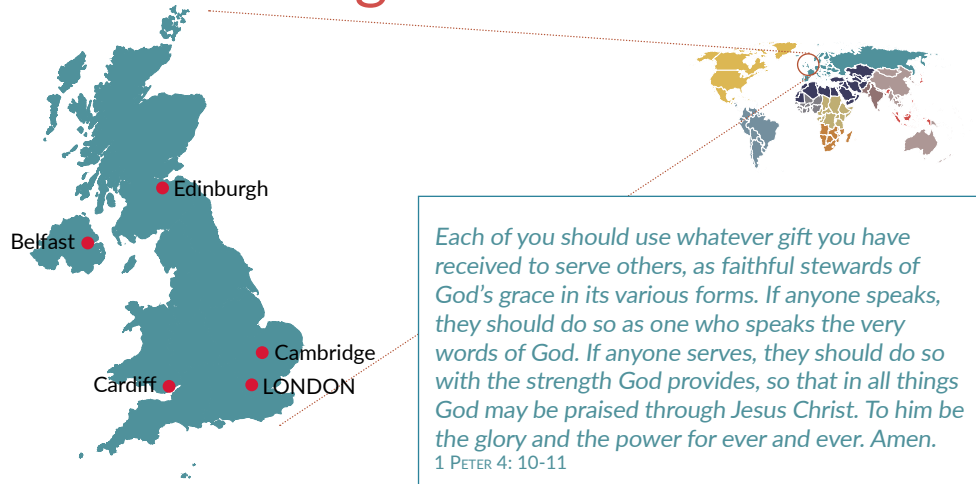 Edinburgh
Belfast
Cambridge
Cardiff
LONDON
Each of you should use whatever gift you have
received to serve others, as faithful stewards of
God’s grace in its various forms. If anyone speaks,
they should do so as one who speaks the very
words of God. If anyone serves, they should do so
with the strength God provides, so that in all things
God may be praised through Jesus Christ. To him be
the glory and the power for ever and ever. Amen.
1 Peter 4: 10-11